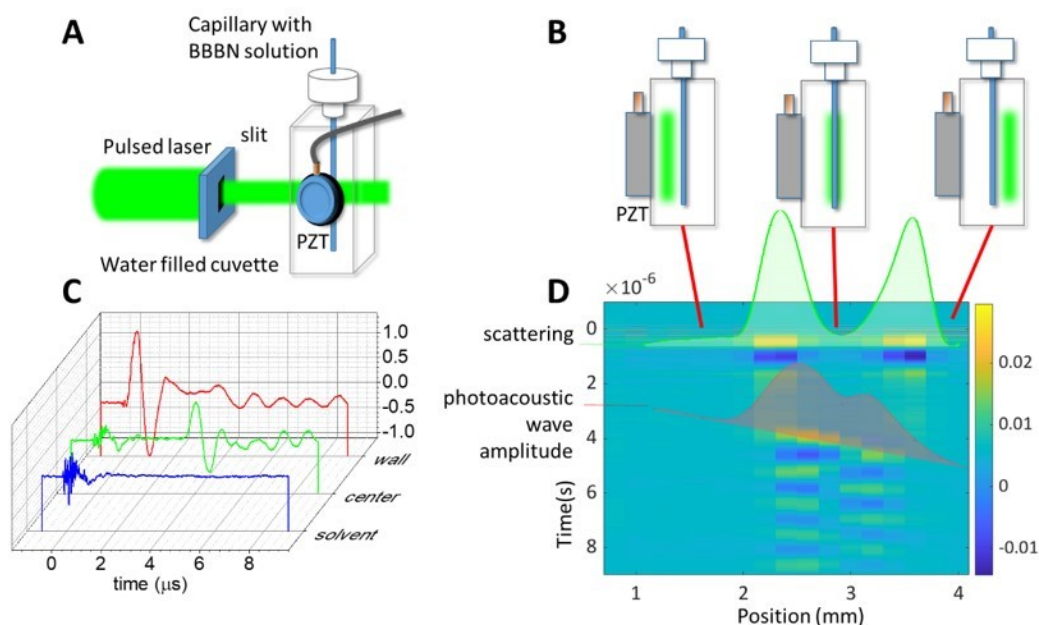 A
Capillary with
BBBN solution
slit
Pulsed laser
PZT
Water filled cuvette
B
PZT
C
1.0
0.5
0.0
-0.5
-1.0
wall
center
solvent
0
2
4
6
8
time (μs)
D
×10⁻⁶
scattering
photoacoustic
wave
amplitude
0
2
4
6
8
Time(s)
1
2
3
4
Position (mm)
0.02
0.01
0
-0.01